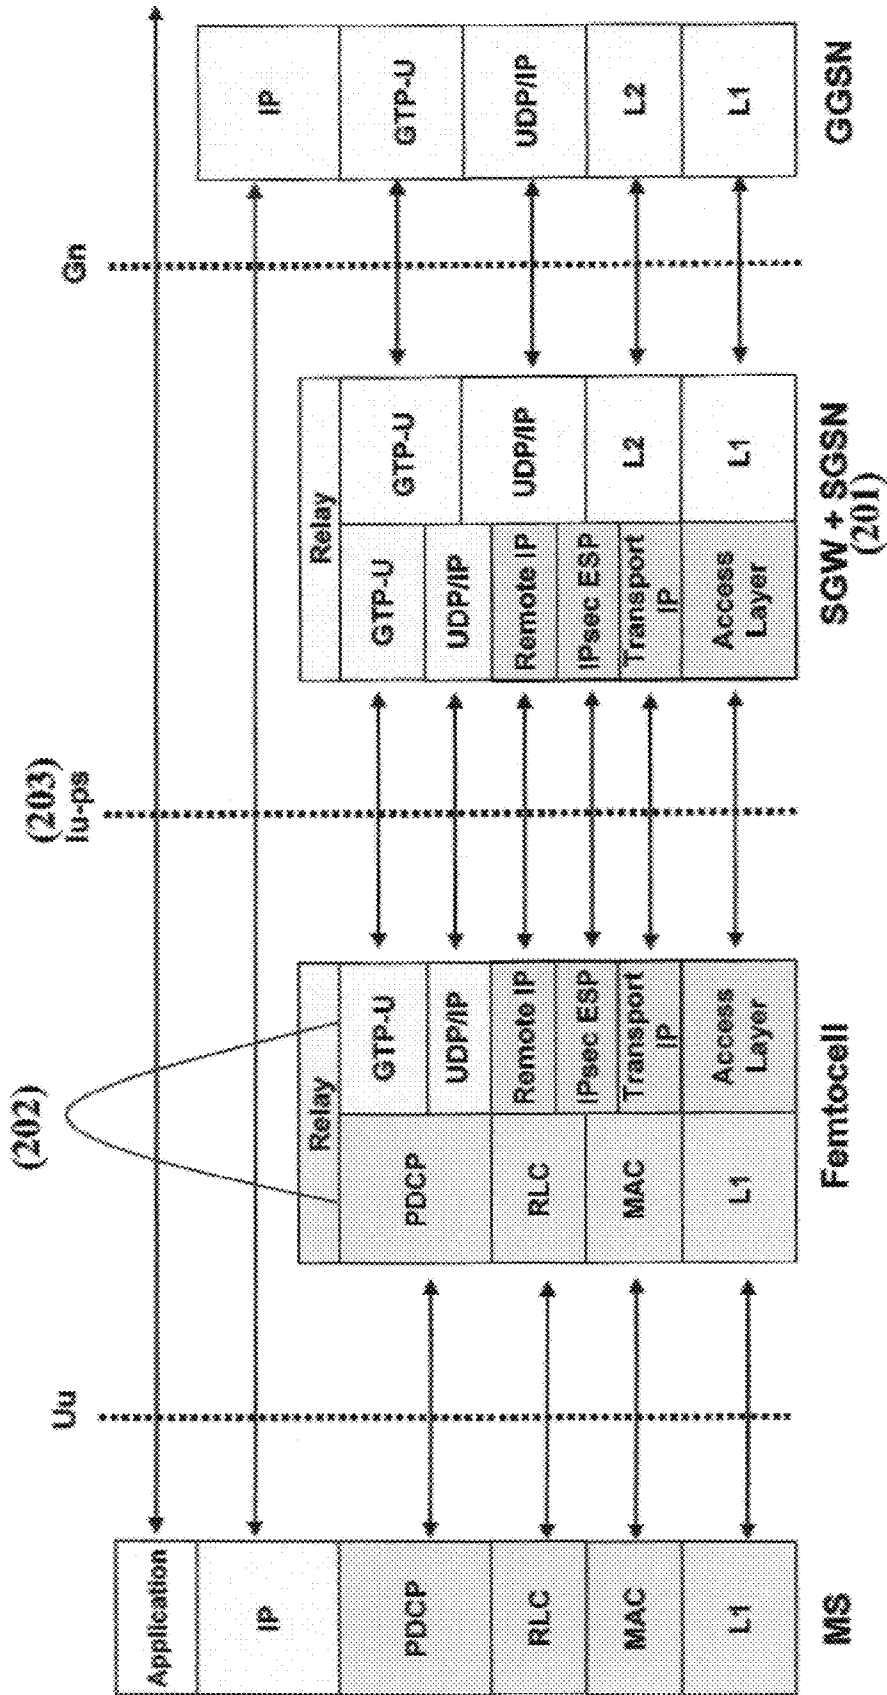 (202)
(203)
Uu
Iu-ps
Gn
Application
IP
PDCP
RLC
MAC
L1
MS
Relay
PDCP
RLC
MAC
L1
GTP-U
UDP/IP
Remote IP
IPsec ESP
Transport
IP
Access
Layer
Femtocell
Relay
GTP-U
UDP/IP
Remote IP
IPsec ESP
Transport
IP
Access
Layer
GTP-U
UDP/IP
L2
L1
SGW + SGSN
(201)
IP
GTP-U
UDP/IP
L2
L1
GGSN